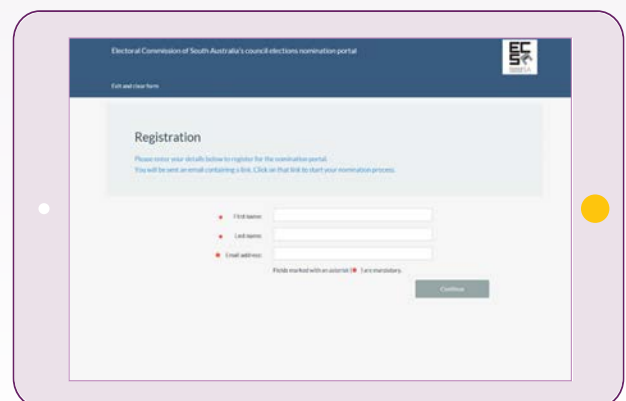 Electoral Commission of South Australia's council elections nomination portal
EC
S
Exit and clear form
Registration
Please enter your details below to register for the nomination portal.
You will be sent an email containing a link. Click on that link to start your nomination process.
First name:
Last name:
Email address:
Fields marked with an asterisk ( ) are mandatory.
Continue